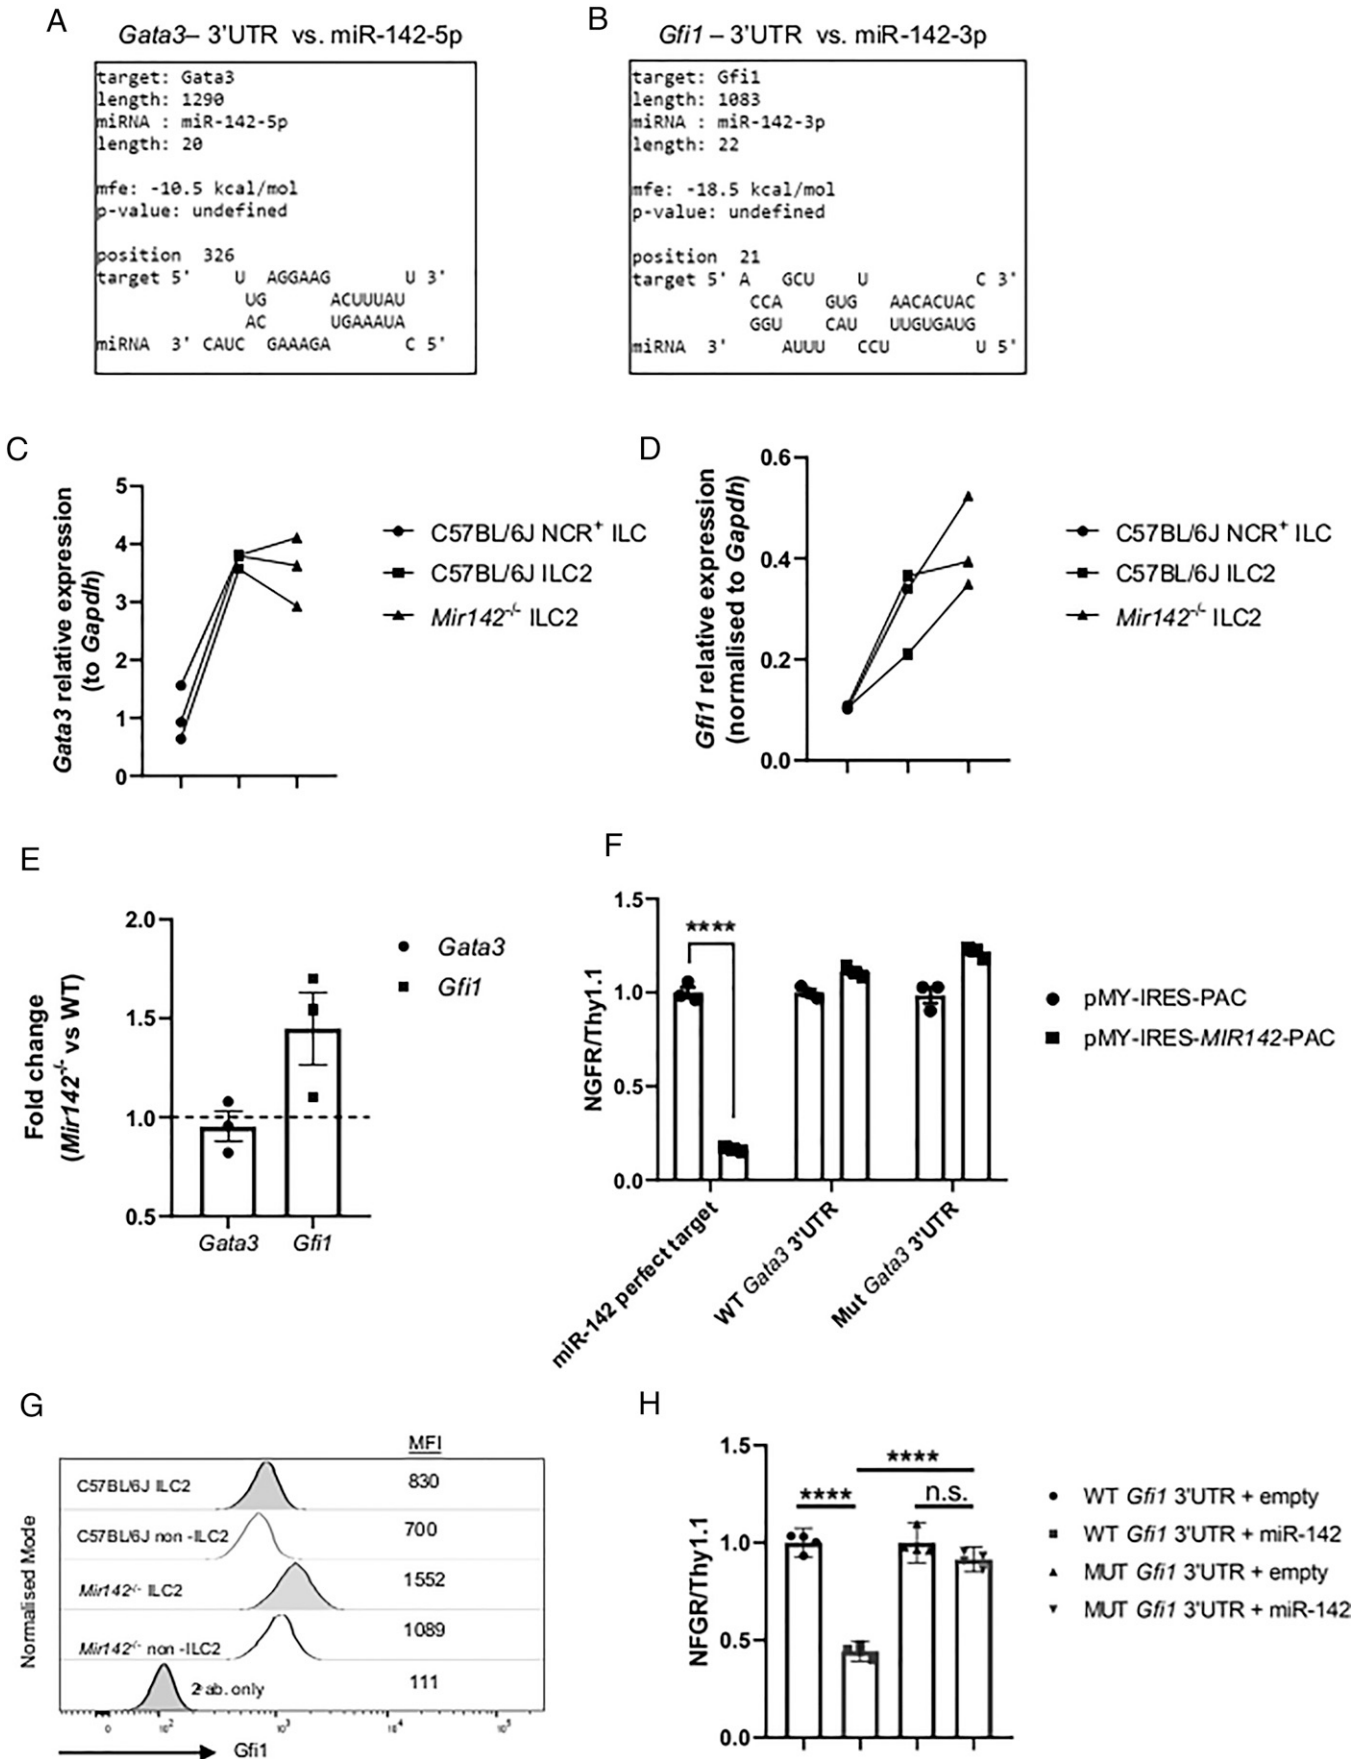 A
Gata3– 3'UTR vs. miR-142-5p
target: Gata3
length: 1290
miRNA : miR-142-5p
length: 20
mfe: -10.5 kcal/mol
p-value: undefined
position 326
target 5' U AGGAAG U 3'
UG ACUUUAU
AC UGAAAUA
miRNA 3' CAUC GAAAGA C 5'
B
Gfi1 – 3'UTR vs. miR-142-3p
target: Gfi1
length: 1083
miRNA : miR-142-3p
length: 22
mfe: -18.5 kcal/mol
p-value: undefined
position 21
target 5' A GCU U C 3'
CCA GUG AACACUAC
GGU CAU UUGUGAUG
miRNA 3' AUUU CCU U 5'
C
Gata3 relative expression
(to Gapdh)
5
4
3
2
1
0
C57BL/6J NCR+ ILC
C57BL/6J ILC2
Mir142-/- ILC2
D
Gfi1 relative expression
(normalised to Gapdh)
0.6
0.4
0.2
0.0
C57BL/6J NCR+ ILC
C57BL/6J ILC2
Mir142-/- ILC2
E
Fold change
(Mir142-/- vs WT)
2.0
1.5
1.0
0.5
Gata3
Gfi1
Gata3
Gfi1
F
NGFR/Thy1.1
1.5
1.0
0.5
0.0
****
miR-142 perfect target
WT Gata3 3'UTR
Mut Gata3 3'UTR
pMY-IRES-PAC
pMY-IRES-MIR142-PAC
G
Normalised Mode
MFI
C57BL/6J ILC2 830
C57BL/6J non -ILC2 700
Mir142-/- ILC2 1552
Mir142-/- non -ILC2 1089
2° ab. only 111
0 10² 10³ 10⁴ 10⁵
Gfi1
H
NFGR/Thy1.1
1.5
1.0
0.5
0.0
****
****
n.s.
WT Gfi1 3'UTR + empty
WT Gfi1 3'UTR + miR-142
MUT Gfi1 3'UTR + empty
MUT Gfi1 3'UTR + miR-142